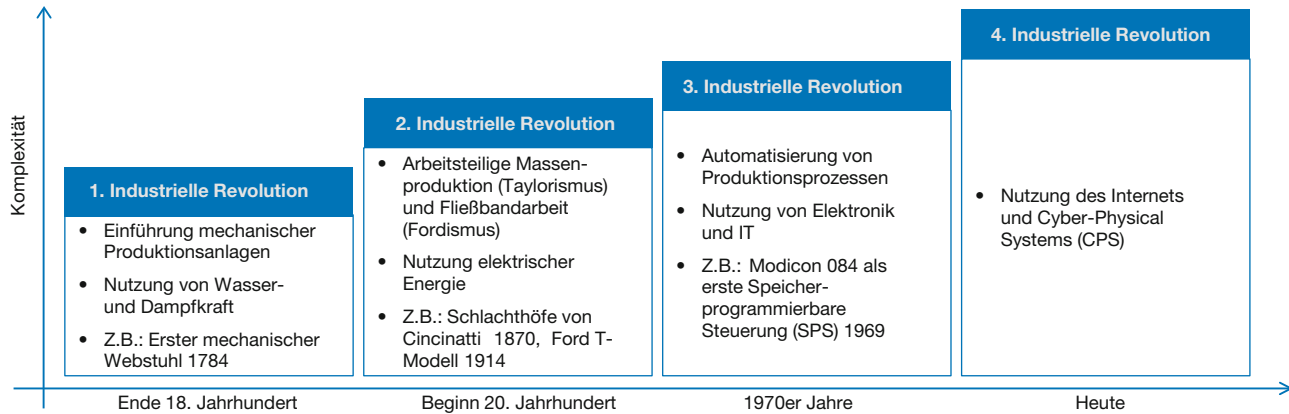 Komplexität
1. Industrielle Revolution
• Einführung mechanischer
Produktionsanlagen
• Nutzung von Wasser-
und Dampfkraft
• Z.B.: Erster mechanischer
Webstuhl 1784
Ende 18. Jahrhundert
2. Industrielle Revolution
• Arbeitsteilige Massen-
produktion (Taylorismus)
und Fließbandarbeit
(Fordismus)
• Nutzung elektrischer
Energie
• Z.B.: Schlachthöfe von
Cincinatti 1870, Ford T-
Modell 1914
Beginn 20. Jahrhundert
3. Industrielle Revolution
• Automatisierung von
Produktionsprozessen
• Nutzung von Elektronik
und IT
• Z.B.: Modicon 084 als
erste Speicher-
programmierbare
Steuerung (SPS) 1969
1970er Jahre
4. Industrielle Revolution
• Nutzung des Internets
und Cyber-Physical
Systems (CPS)
Heute